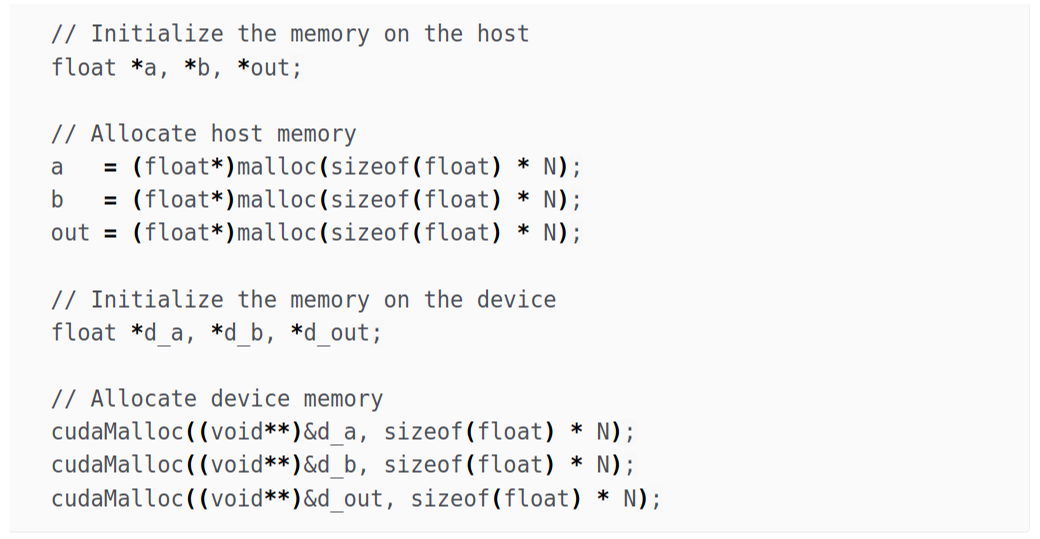 // Initialize the memory on the host
float *a, *b, *out;
// Allocate host memory
a   = (float*)malloc(sizeof(float) * N);
b   = (float*)malloc(sizeof(float) * N);
out = (float*)malloc(sizeof(float) * N);
// Initialize the memory on the device
float *d_a, *d_b, *d_out;
// Allocate device memory
cudaMalloc((void**)&d_a, sizeof(float) * N);
cudaMalloc((void**)&d_b, sizeof(float) * N);
cudaMalloc((void**)&d_out, sizeof(float) * N);